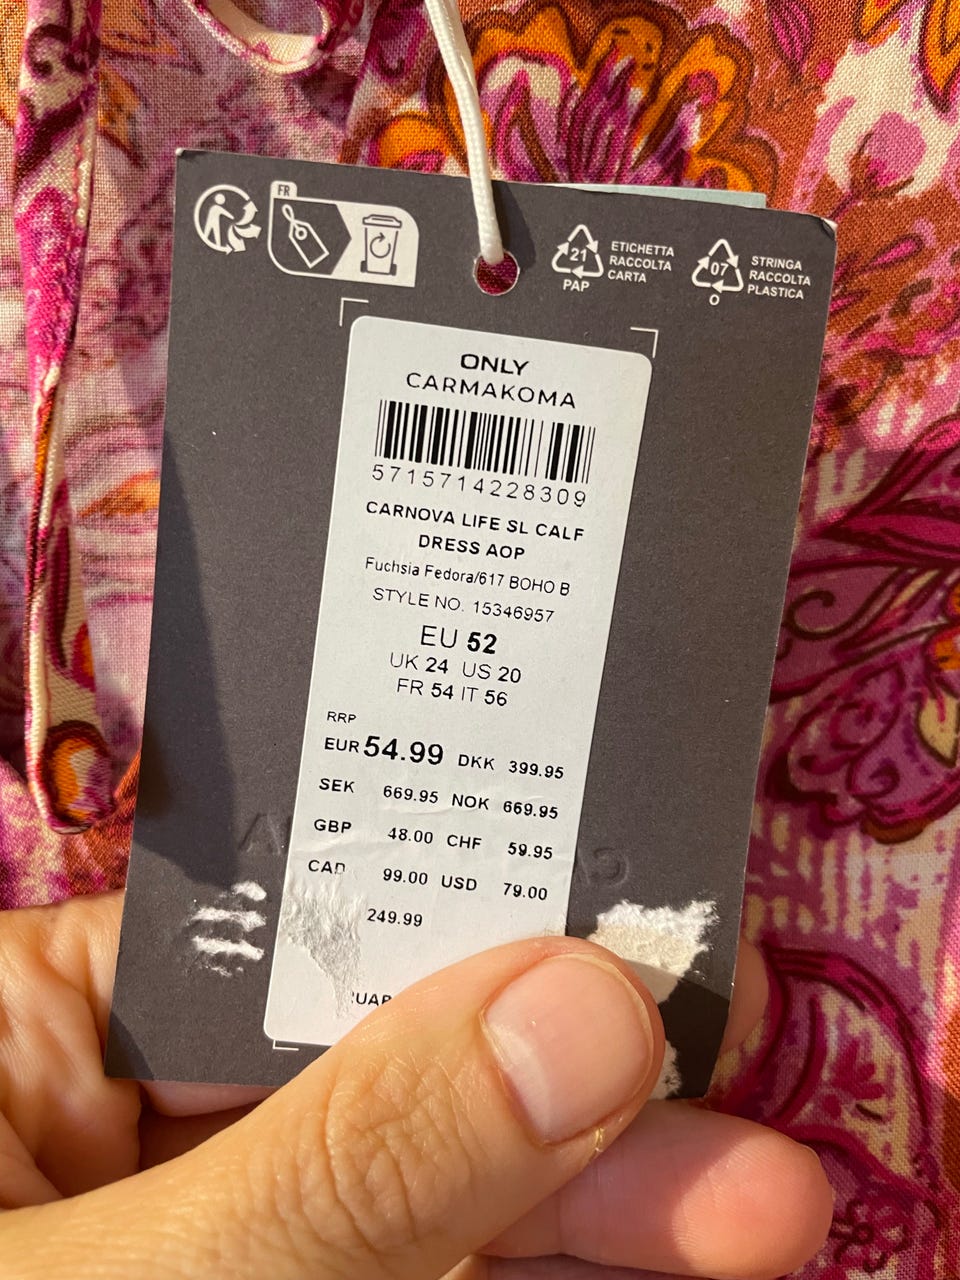 FR
21
PAP
ETICHETTA
RACCOLTA
CARTA
07
O
STRINGA
RACCOLTA
PLASTICA
ONLY
CARMAKOMA
5715714228309
CARNOVA LIFE SL CALF
DRESS AOP
Fuchsia Fedora/617 BOHO B
STYLE NO. 15346957
EU 52
UK 24 US 20
FR 54 IT 56
RRP
EUR 54.99 DKK 399.95
SEK 669.95 NOK 669.95
GBP 48.00 CHF 59.95
CAD 99.00 USD 79.00
249.99